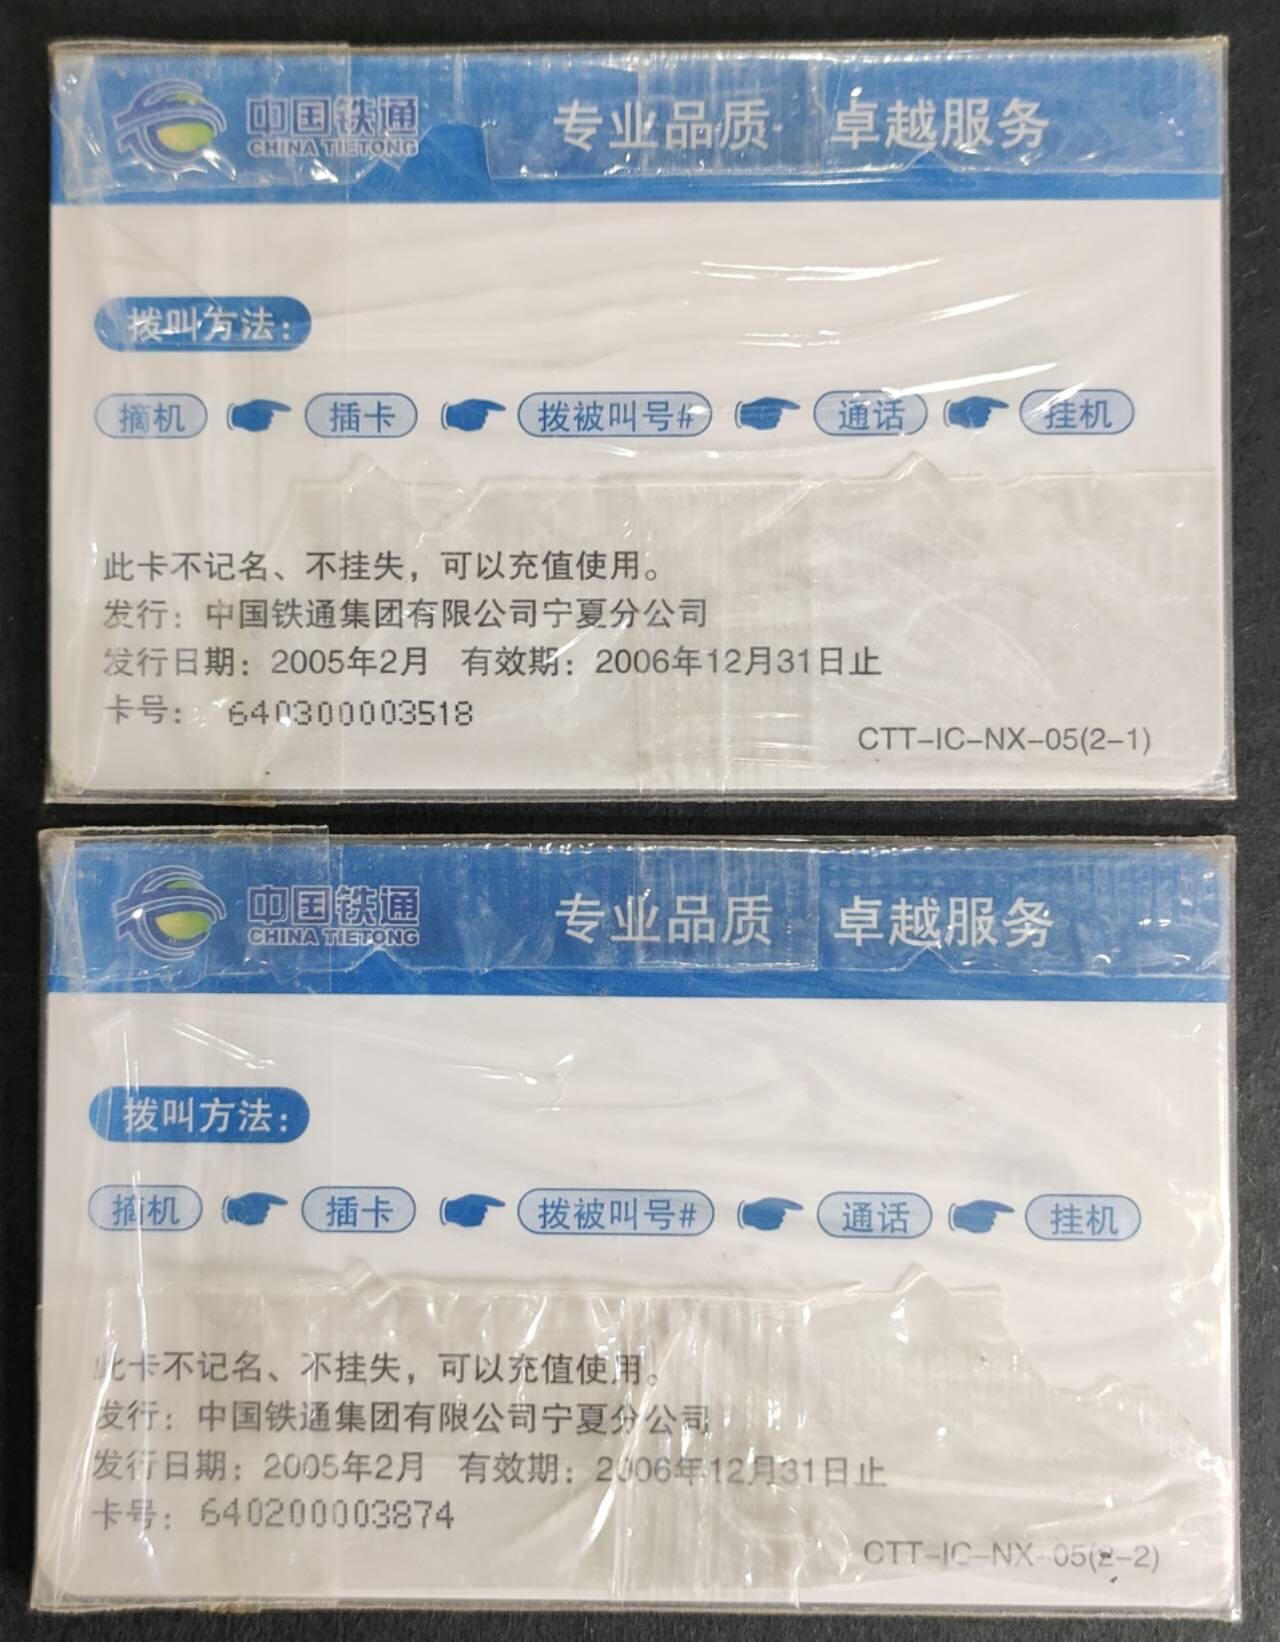 中国铁通
CHINA TIETONG
专业品质 卓越服务
拨叫方法：
摘机 插卡 拨被叫号# 通话 挂机
此卡不记名、不挂失，可以充值使用。
发行：中国铁通集团有限公司宁夏分公司
发行日期：2005年2月 有效期：2006年12月31日止
卡号： 640300003518
CTT-IC-NX-05(2-1)
中国铁通
CHINA TIETONG
专业品质 卓越服务
拨叫方法：
摘机 插卡 拨被叫号# 通话 挂机
此卡不记名、不挂失，可以充值使用。
发行：中国铁通集团有限公司宁夏分公司
发行日期：2005年2月 有效期：2006年12月31日止
卡号：640200003874
CTT-IC-NX-05(2-2)